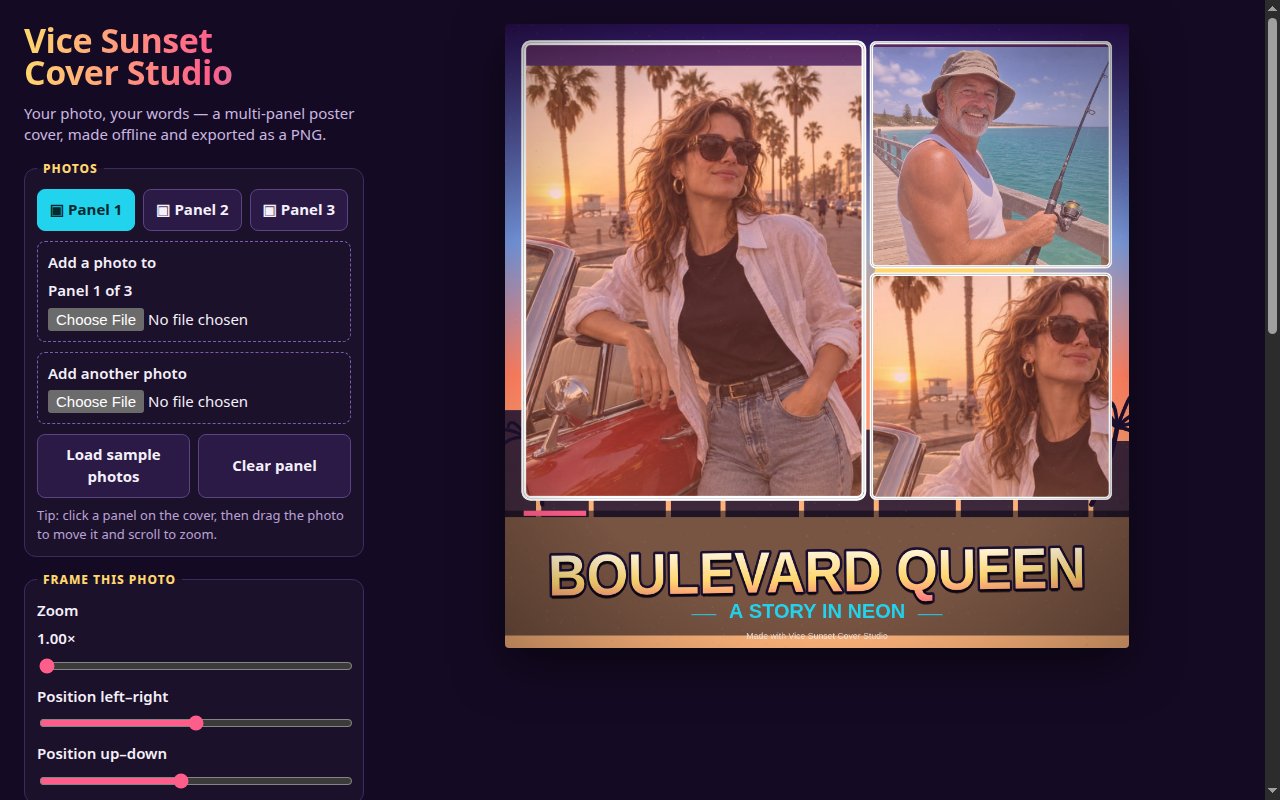 Vice Sunset
Cover Studio
Your photo, your words — a multi-panel poster
cover, made offline and exported as a PNG.
PHOTOS
▣ Panel 1
▣ Panel 2
▣ Panel 3
Add a photo to
Panel 1 of 3
Choose File No file chosen
Add another photo
Choose File No file chosen
Load sample
photos
Clear panel
Tip: click a panel on the cover, then drag the photo
to move it and scroll to zoom.
FRAME THIS PHOTO
Zoom
1.00×
Position left–right
Position up–down
BOULEVARD QUEEN
A STORY IN NEON
Made with Vice Sunset Cover Studio